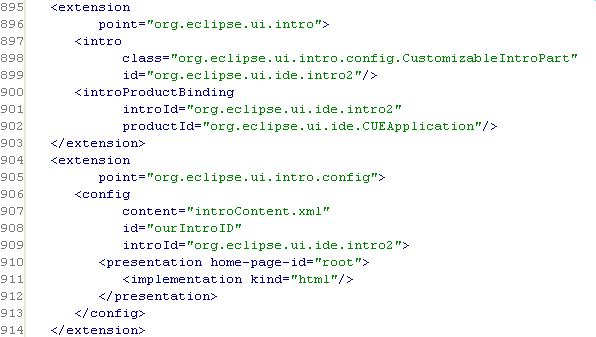 895 <extension
896 point="org.eclipse.ui.intro">
897 <intro
898 class="org.eclipse.ui.intro.config.CustomizableIntroPart"
899 id="org.eclipse.ui.ide.intro2"/>
900 <introProductBinding
901 introId="org.eclipse.ui.ide.intro2"
902 productId="org.eclipse.ui.ide.CUEApplication"/>
903 </extension>
904 <extension
905 point="org.eclipse.ui.intro.config">
906 <config
907 content="introContent.xml"
908 id="ourIntroID"
909 introId="org.eclipse.ui.ide.intro2">
910 <presentation home-page-id="root">
911 <implementation kind="html"/>
912 </presentation>
913 </config>
914 </extension>